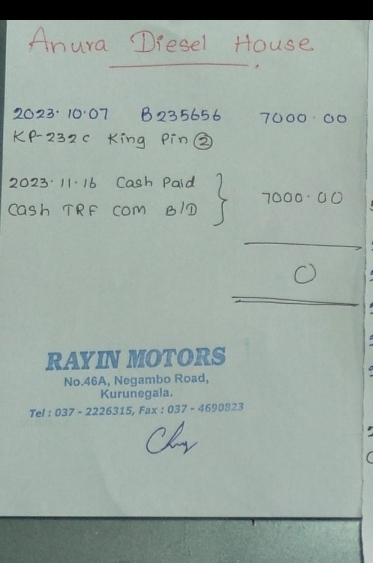 Anura Diesel House
2023.10.07 B235656 7000.00
KP-232c King Pin ②
2023.11.16 Cash Paid
Cash TRF COM B/D } 7000.00
0
RAYIN MOTORS
No.46A, Negambo Road,
Kurunegala.
Tel : 037 - 2226315, Fax : 037 - 4690823